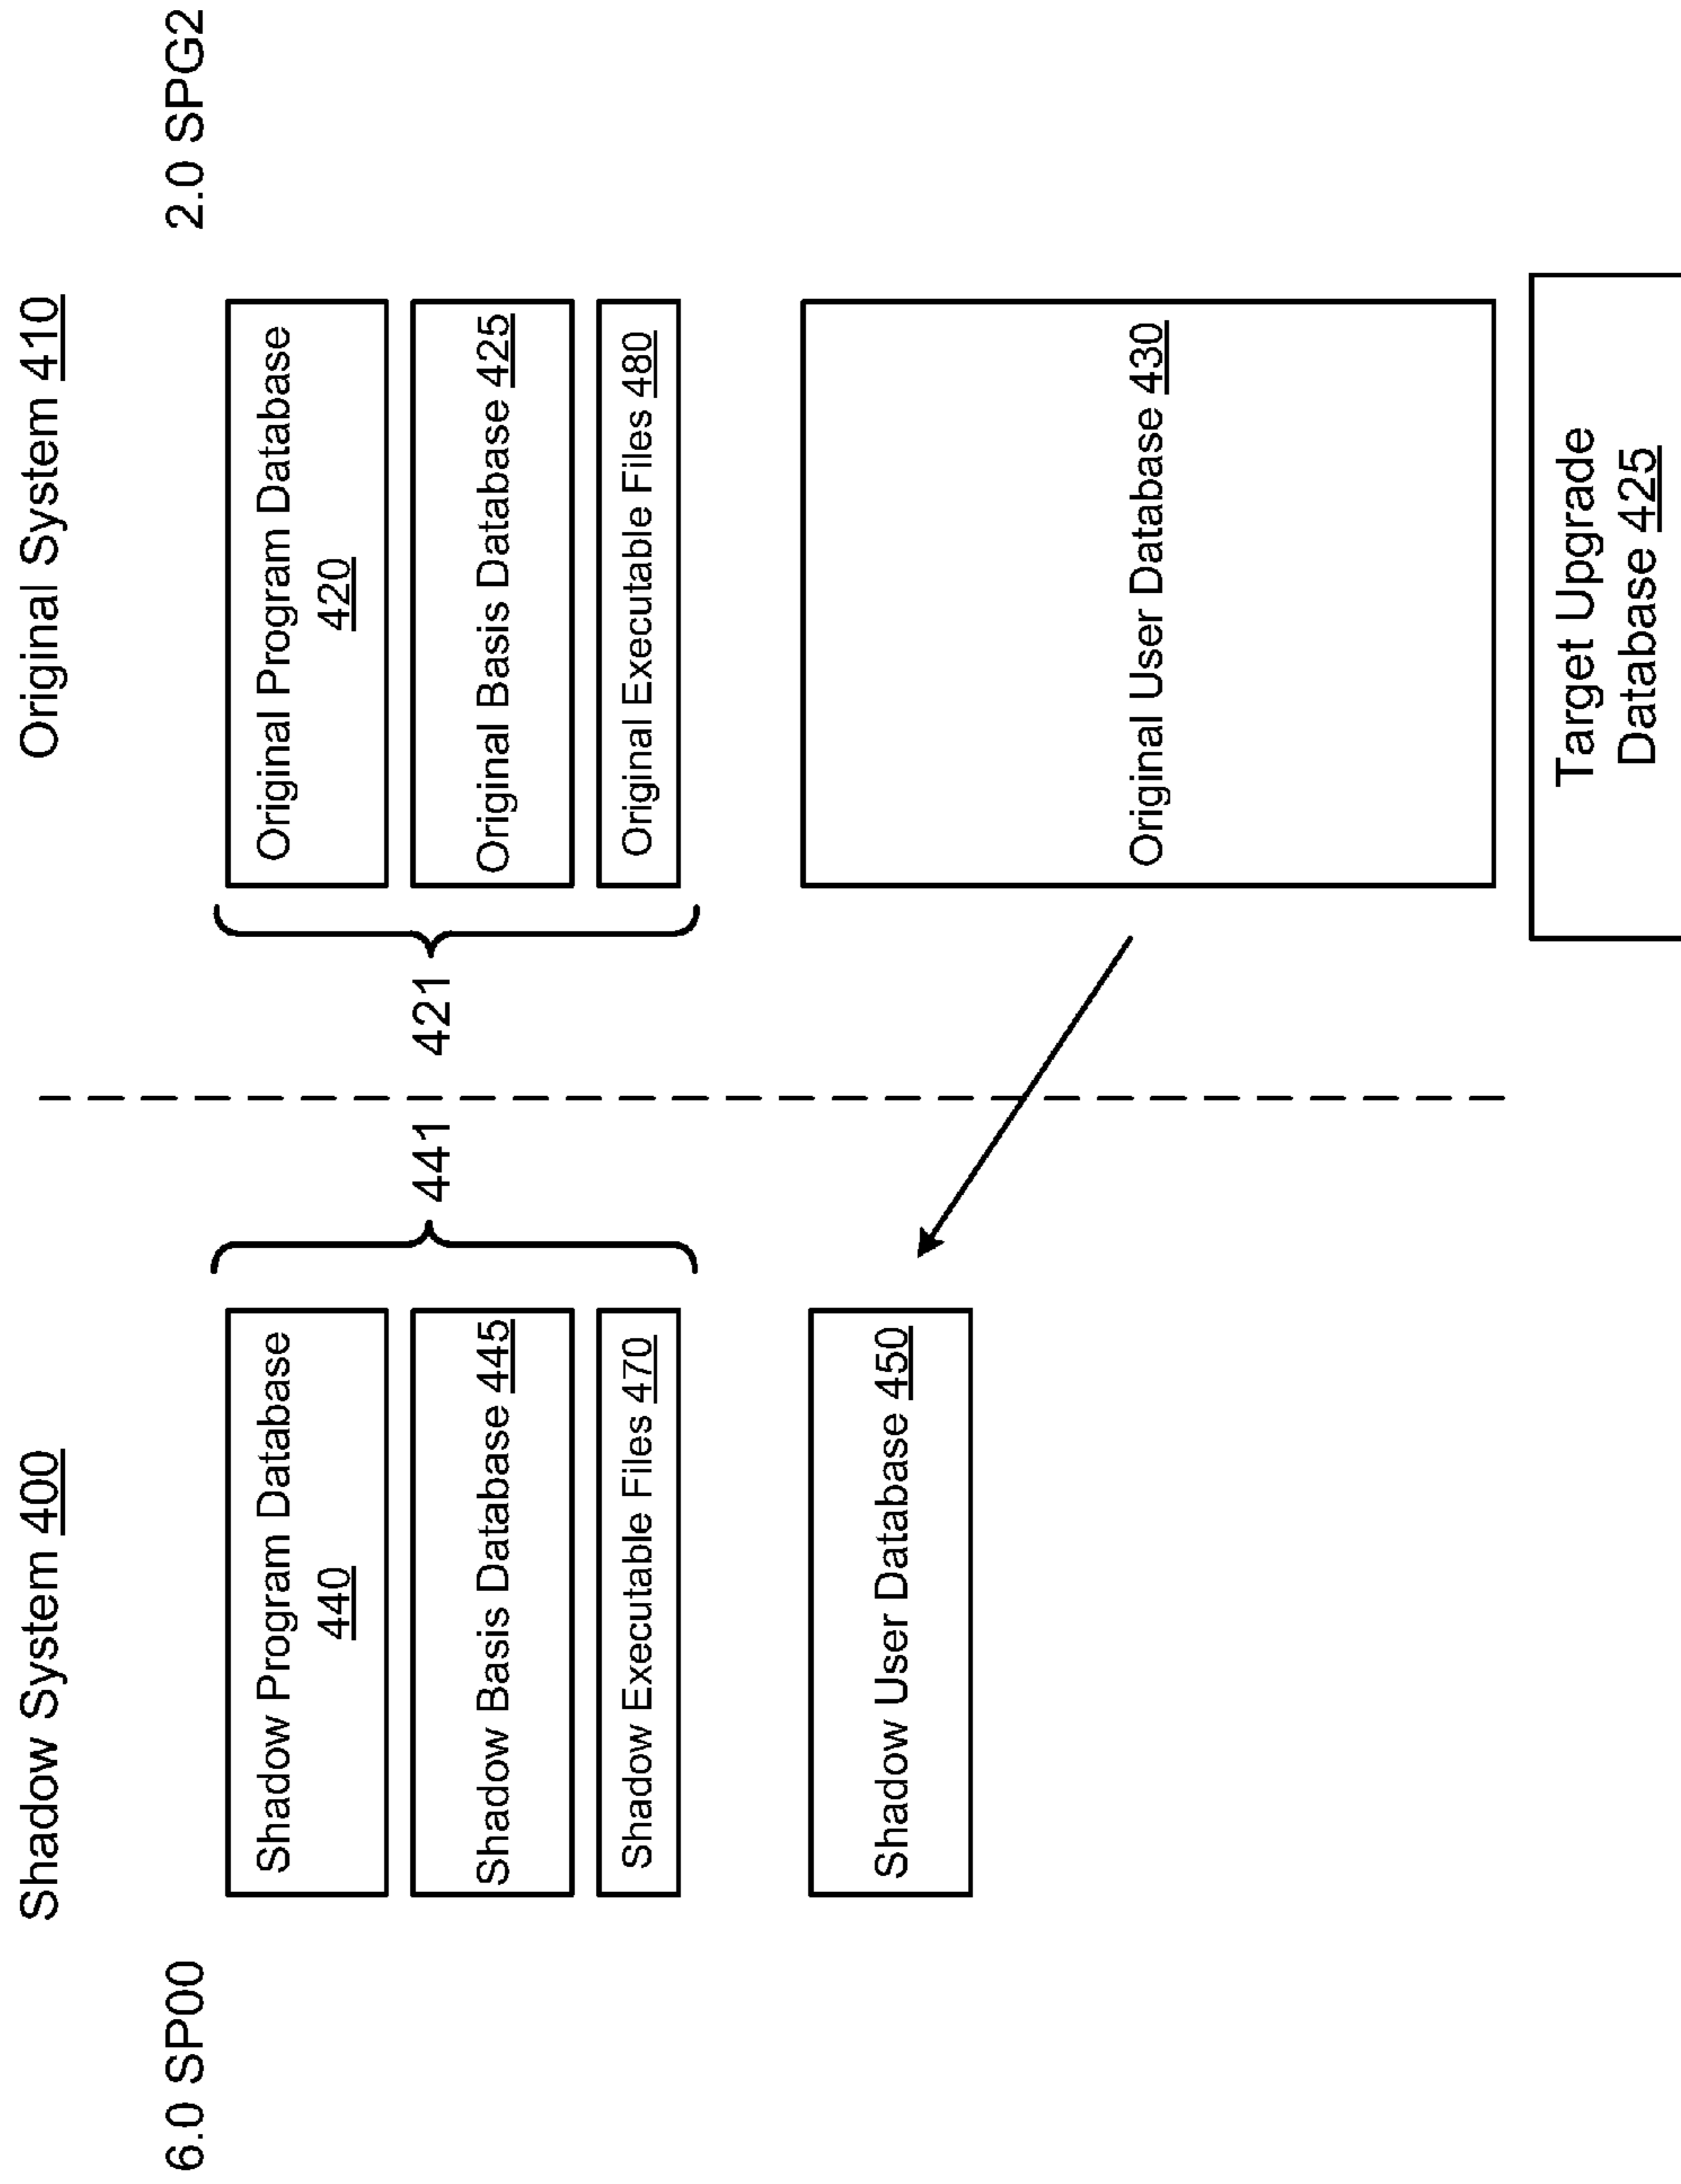 Shadow System 400
Original System 410
6.0 SP00
2.0 SPG2
Shadow Program Database
440
Shadow Basis Database 445
Shadow Executable Files 470
441
421
Original Program Database
420
Original Basis Database 425
Original Executable Files 480
Shadow User Database 450
Original User Database 430
Target Upgrade
Database 425